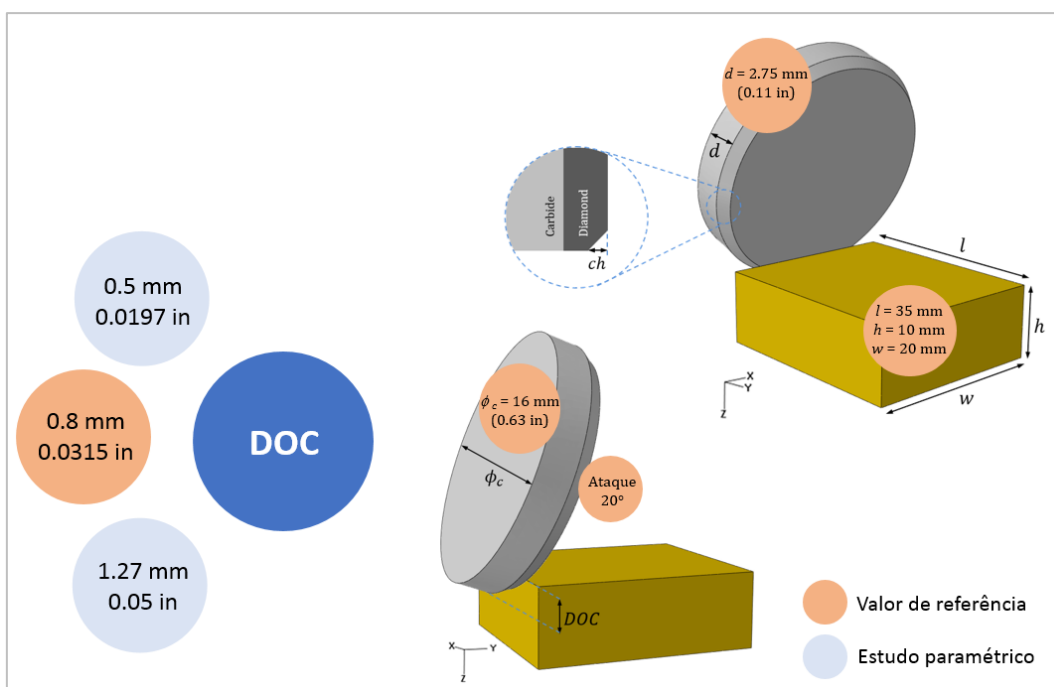 0.5 mm
0.0197 in
0.8 mm
0.0315 in
1.27 mm
0.05 in
DOC
d = 2.75 mm
(0.11 in)
d
Carbide
Diamond
ch
l
l = 35 mm
h = 10 mm
w = 20 mm
h
w
X
Y
Z
ϕc = 16 mm
(0.63 in)
ϕc
Ataque
20°
DOC
X
Y
Z
Valor de referência
Estudo paramétrico